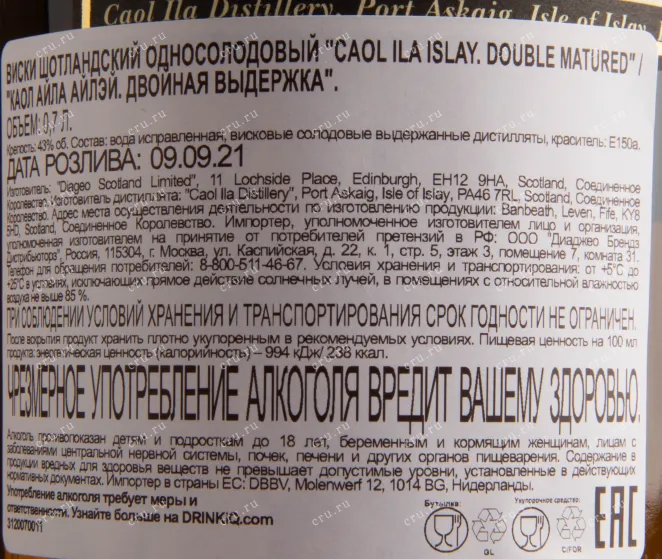 Caol Ila Distillery, Port Askaig, Isle of Islay
ВИСКИ ШОТЛАНДСКИЙ ОДНОСОЛОДОВЫЙ "CAOL ILA ISLAY. DOUBLE MATURED" /
"КАОЛ АЙЛА АЙЛЭЙ. ДВОЙНАЯ ВЫДЕРЖКА".
ОБЪЕМ: 0,7 Л.
Крепость: 43% об. Состав: вода исправленная, висковые солодовые выдержанные дистилляты, краситель: E150a.
ДАТА РОЗЛИВА: 09.09.21
Изготовитель: "Diageo Scotland Limited", 11 Lochside Place, Edinburgh, EH12 9HA, Scotland, Соединенное
Королевство. Изготовитель дистиллята: "Caol Ila Distillery", Port Askaig, Isle of Islay, PA46 7RL, Scotland, Соединенное
Королевство. Адрес места осуществления деятельности по изготовлению продукции: Banbeath, Leven, Fife, KY8
5HD, Scotland, Соединенное Королевство. Импортер, уполномоченное изготовителем лицо и организация,
уполномоченная изготовителем на принятие от потребителей претензий в РФ: ООО "Диаджео Брендз
Дистрибьюторз", Россия, 115304, г. Москва, ул. Каспийская, д. 22, к. 1, стр. 5, этаж 3, помещение 7, комната 31.
Телефон для обращения потребителей: 8-800-511-46-67. Условия хранения и транспортирования: от +5°C до
+25°C в условиях, исключающих прямое действие солнечных лучей, в помещениях с относительной влажностью
воздуха не выше 85 %.
ПРИ СОБЛЮДЕНИИ УСЛОВИЙ ХРАНЕНИЯ И ТРАНСПОРТИРОВАНИЯ СРОК ГОДНОСТИ НЕ ОГРАНИЧЕН.
После вскрытия продукт хранить плотно укупоренным в рекомендуемых условиях. Пищевая ценность на 100 мл
продукта: энергетическая ценность (калорийность) – 994 кДж/ 238 ккал.
ЧРЕЗМЕРНОЕ УПОТРЕБЛЕНИЕ АЛКОГОЛЯ ВРЕДИТ ВАШЕМУ ЗДОРОВЬЮ.
Алкоголь противопоказан детям и подросткам до 18 лет, беременным и кормящим женщинам, лицам с
заболеваниями центральной нервной системы, почек, печени и других органов пищеварения. Содержание в
продукции вредных для здоровья веществ не превышает допустимые уровни, установленные в действующих
нормативных документах. Импортер в страны ЕС: DBBV, Molenwerf 12, 1014 BG, Нидерланды.
Употребление алкоголя требует меры и
ответственности. Узнайте больше на DRINKiQ.com
3120070011
Бутылка:
Укупорочное средство:
GL
C/FOR
EAC
cru.ru